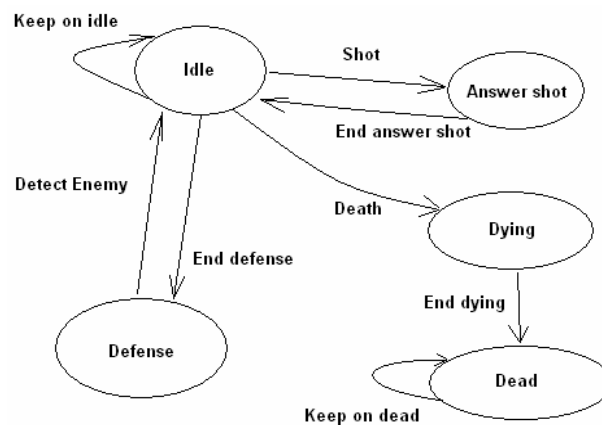 Keep on idle
Idle
Shot
Answer shot
End answer shot
Detect Enemy
Death
Dying
End defense
End dying
Defense
Dead
Keep on dead